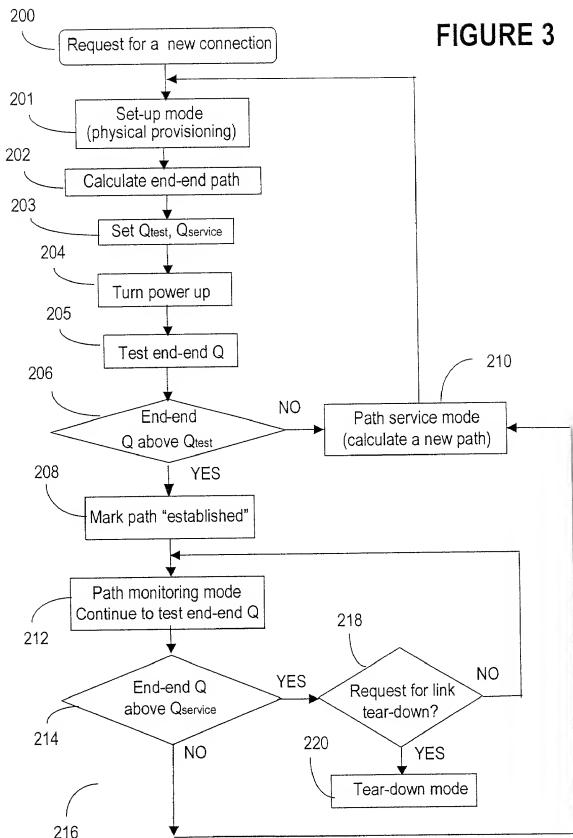 FIGURE 3
200
Request for a new connection
201
Set-up mode
(physical provisioning)
202
Calculate end-end path
203
Set Qtest, Qservice
204
Turn power up
205
Test end-end Q
206
End-end
Q above Qtest
NO
210
Path service mode
(calculate a new path)
YES
208
Mark path “established”
Path monitoring mode
Continue to test end-end Q
212
End-end Q
above Qservice
214
YES
218
Request for link
tear-down?
NO
NO
YES
220
Tear-down mode
216